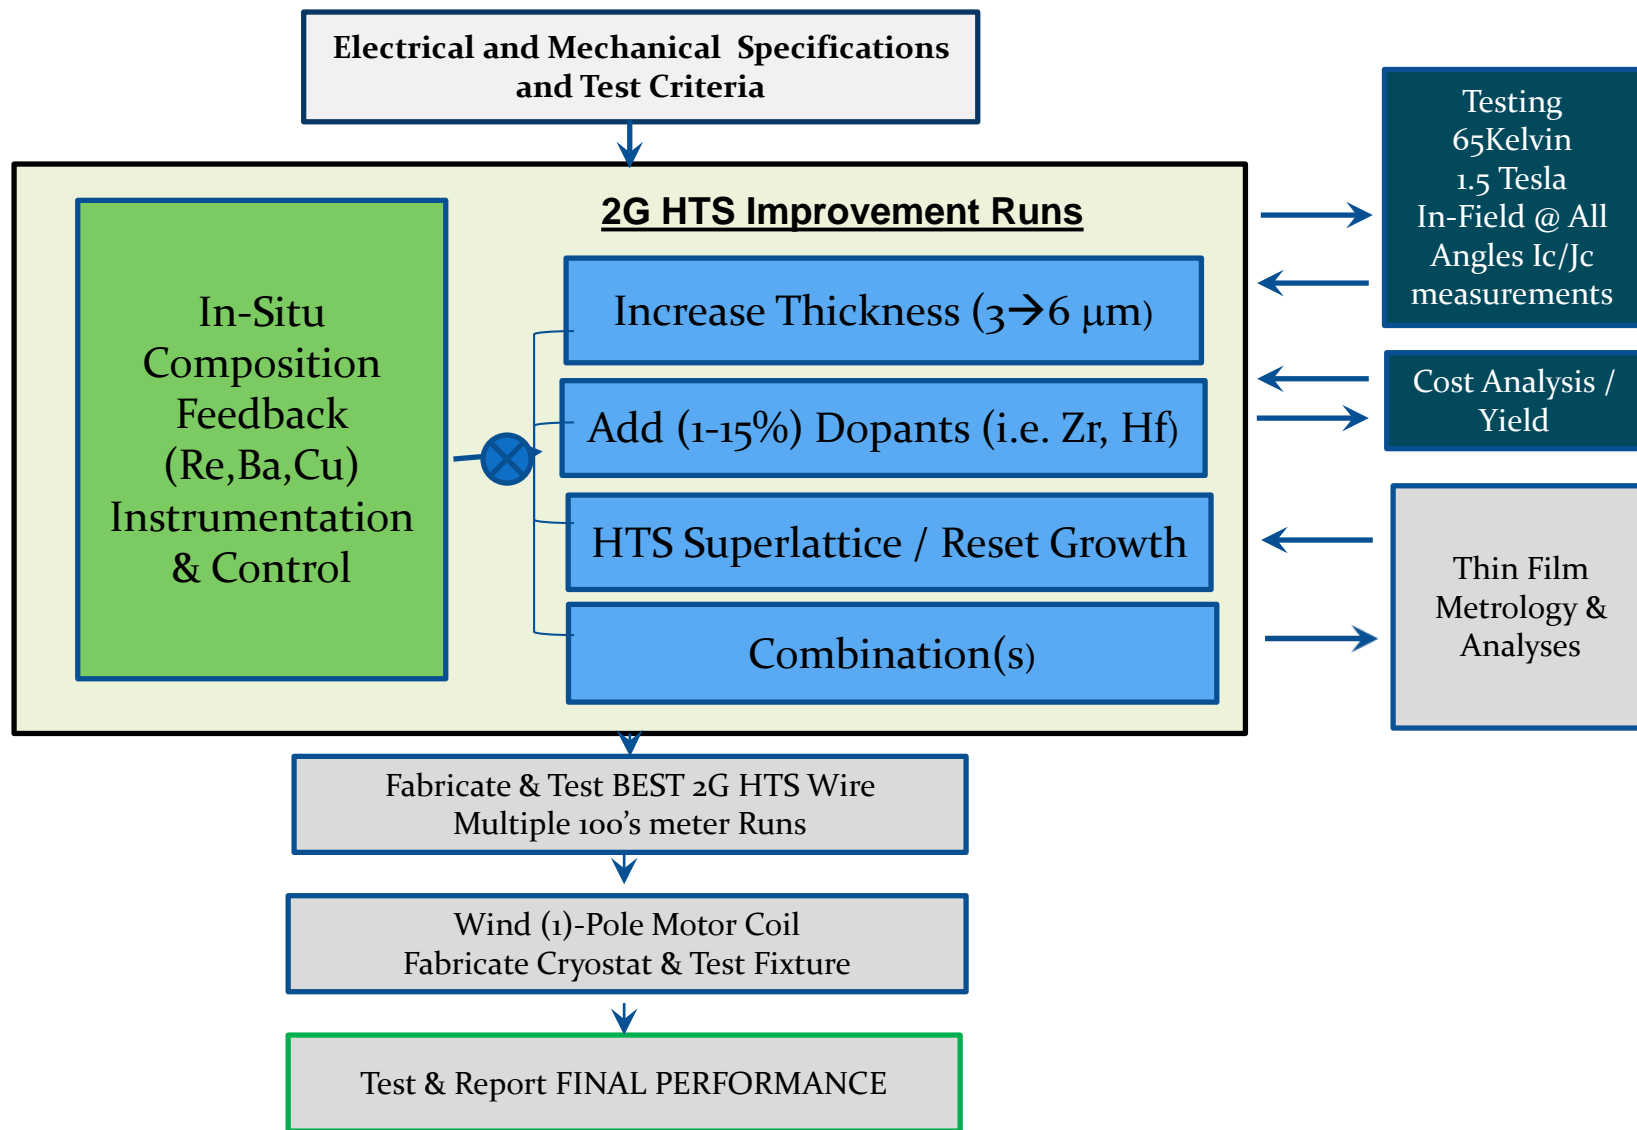 Electrical and Mechanical Specifications
and Test Criteria
2G HTS Improvement Runs
In-Situ
Composition
Feedback
(Re,Ba,Cu)
Instrumentation
& Control
Increase Thickness (3→6 µm)
Add (1-15%) Dopants (i.e. Zr, Hf)
HTS Superlattice / Reset Growth
Combination(s)
Testing
65Kelvin
1.5 Tesla
In-Field @ All
Angles Ic/Jc
measurements
Cost Analysis /
Yield
Thin Film
Metrology &
Analyses
Fabricate & Test BEST 2G HTS Wire
Multiple 100's meter Runs
Wind (1)-Pole Motor Coil
Fabricate Cryostat & Test Fixture
Test & Report FINAL PERFORMANCE